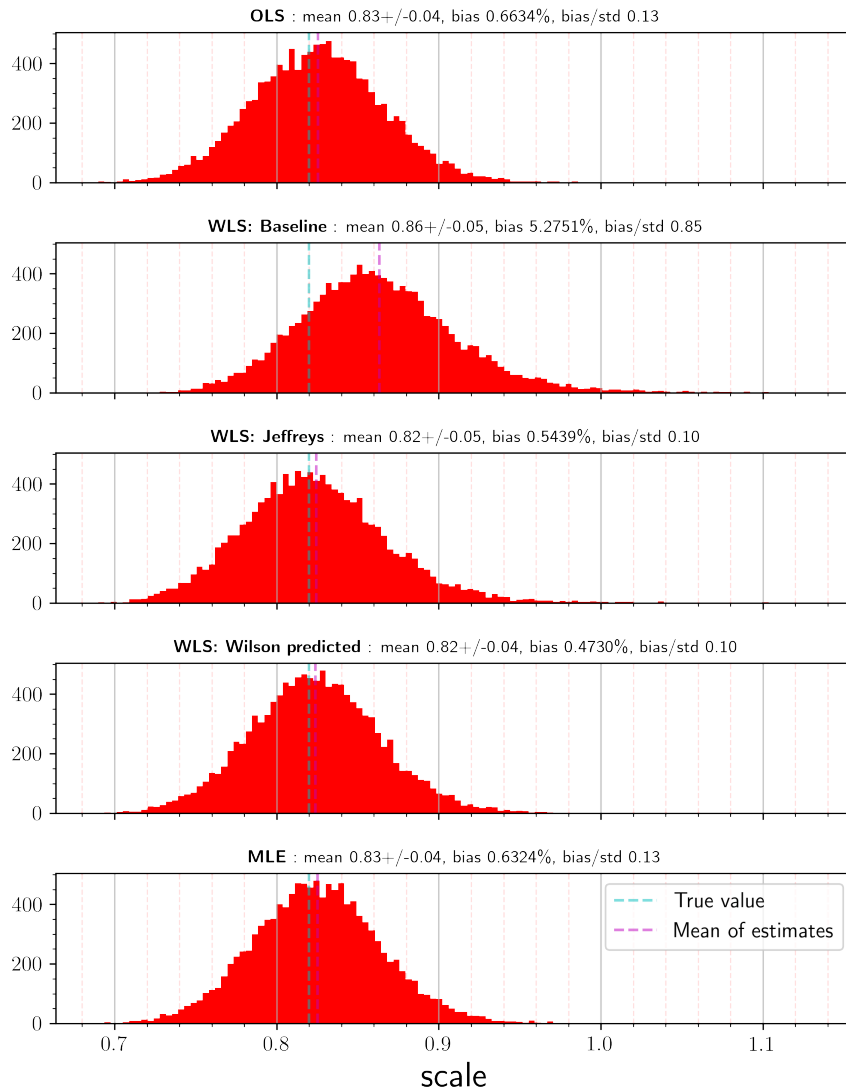 OLS : mean 0.83+/-0.04, bias 0.6634%, bias/std 0.13
400
200
0
WLS: Baseline : mean 0.86+/-0.05, bias 5.2751%, bias/std 0.85
400
200
0
WLS: Jeffreys : mean 0.82+/-0.05, bias 0.5439%, bias/std 0.10
400
200
0
WLS: Wilson predicted : mean 0.82+/-0.04, bias 0.4730%, bias/std 0.10
400
200
0
MLE : mean 0.83+/-0.04, bias 0.6324%, bias/std 0.13
400
200
0
True value
Mean of estimates
0.7 0.8 0.9 1.0 1.1
scale